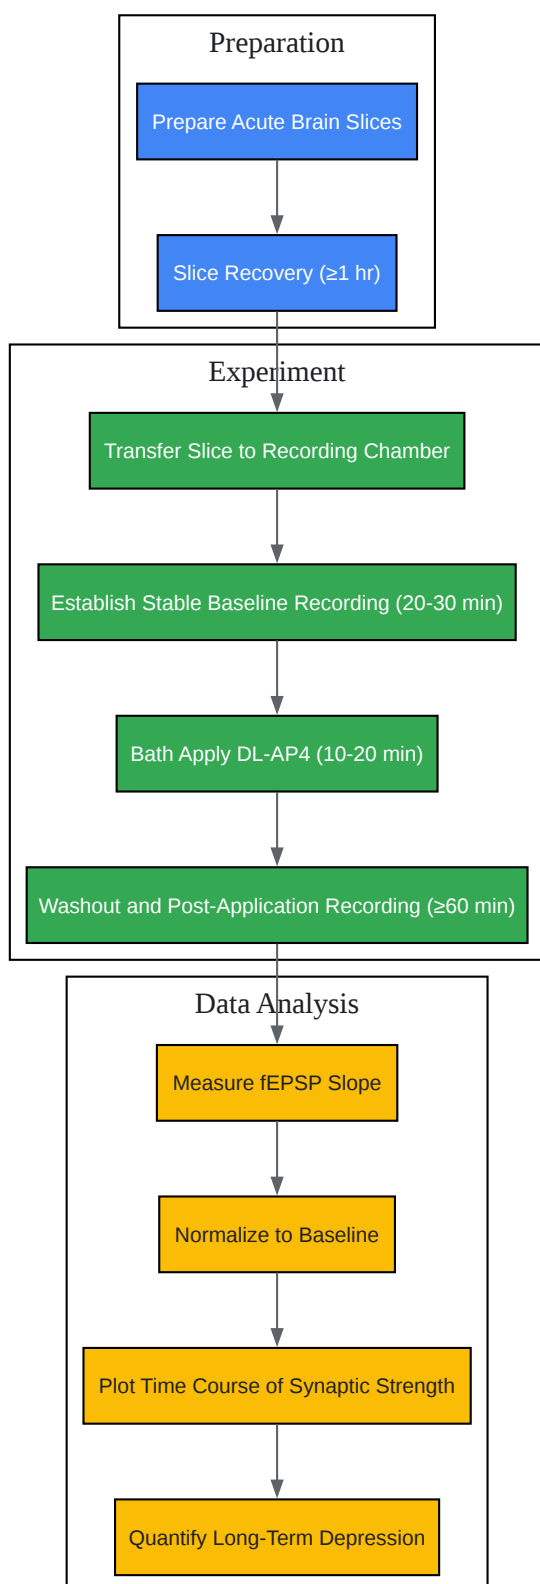 Preparation
Prepare Acute Brain Slices
Slice Recovery (≥1 hr)
Experiment
Transfer Slice to Recording Chamber
Establish Stable Baseline Recording (20-30 min)
Bath Apply DL-AP4 (10-20 min)
Washout and Post-Application Recording (≥60 min)
Data Analysis
Measure fEPSP Slope
Normalize to Baseline
Plot Time Course of Synaptic Strength
Quantify Long-Term Depression